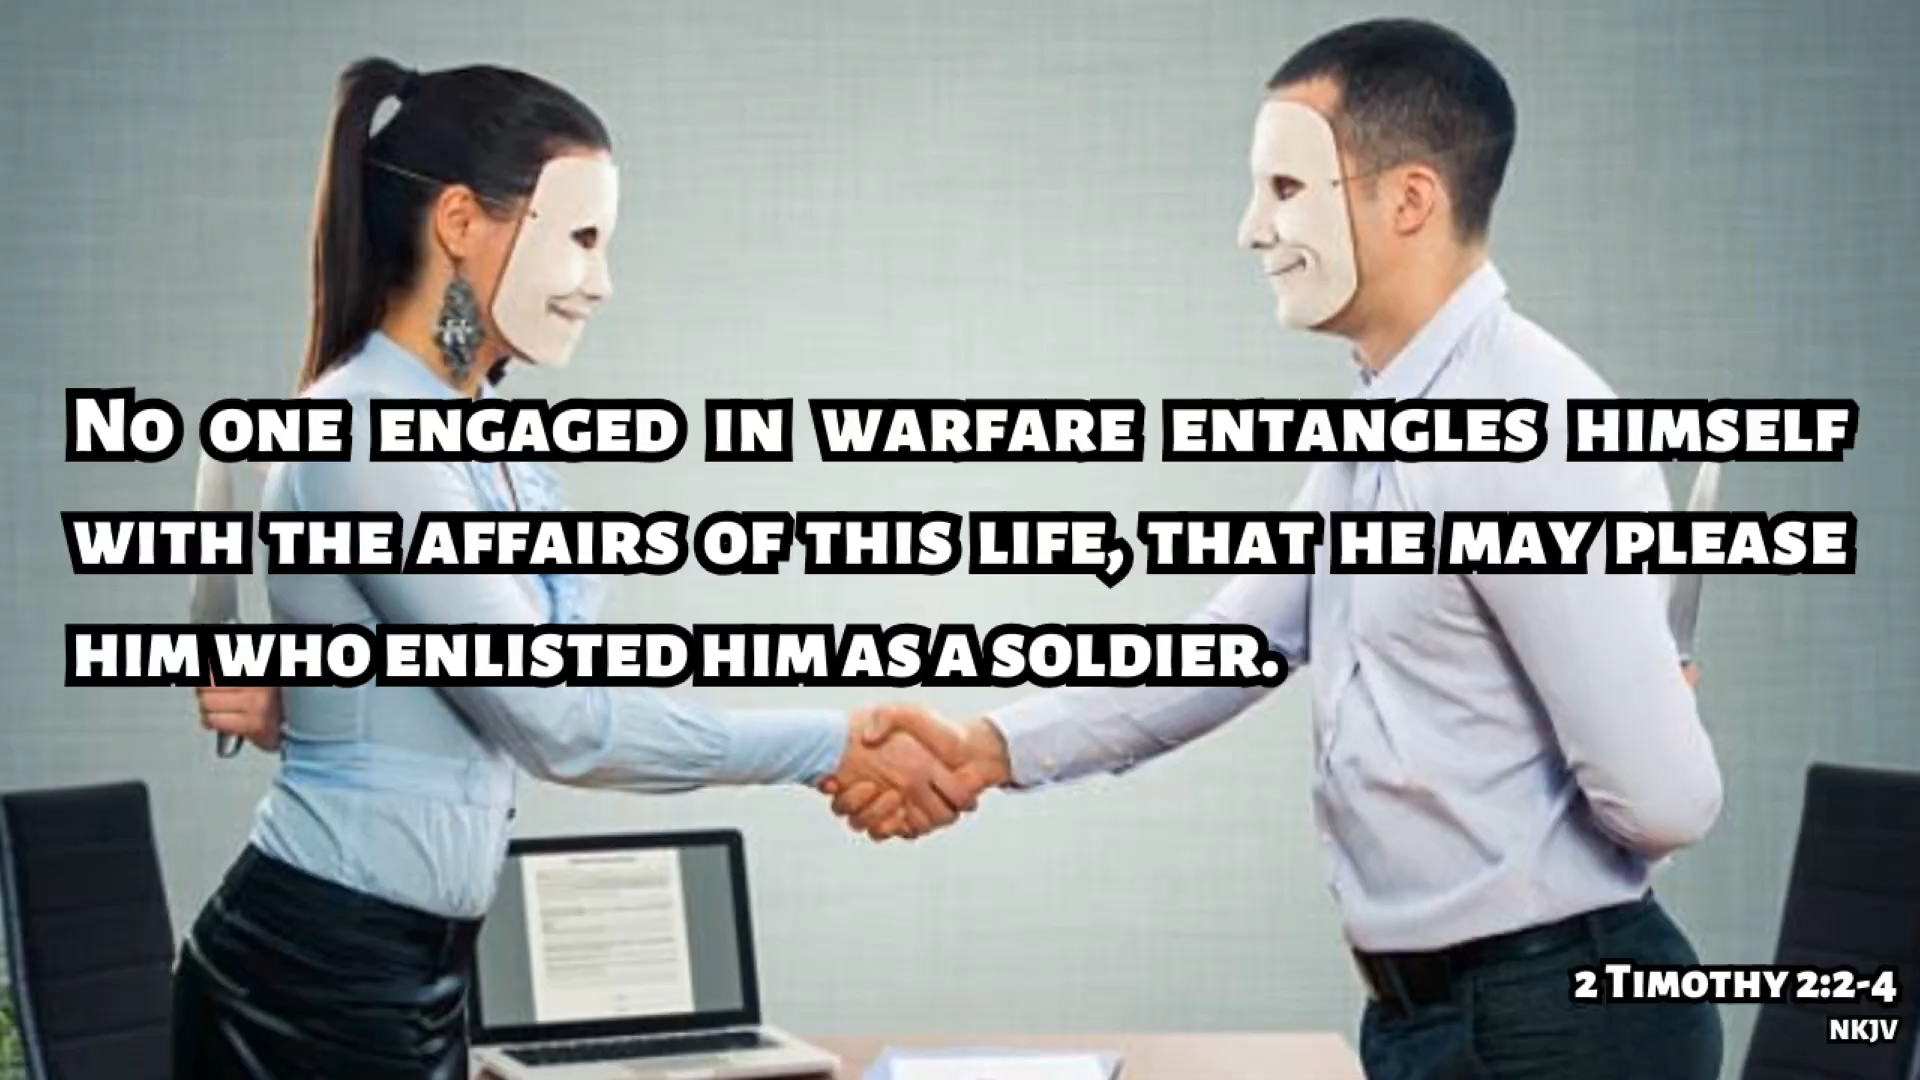 No one engaged in warfare entangles himself
with the affairs of this life, that he may please
him who enlisted him as a soldier.
2 Timothy 2:2-4
NKJV